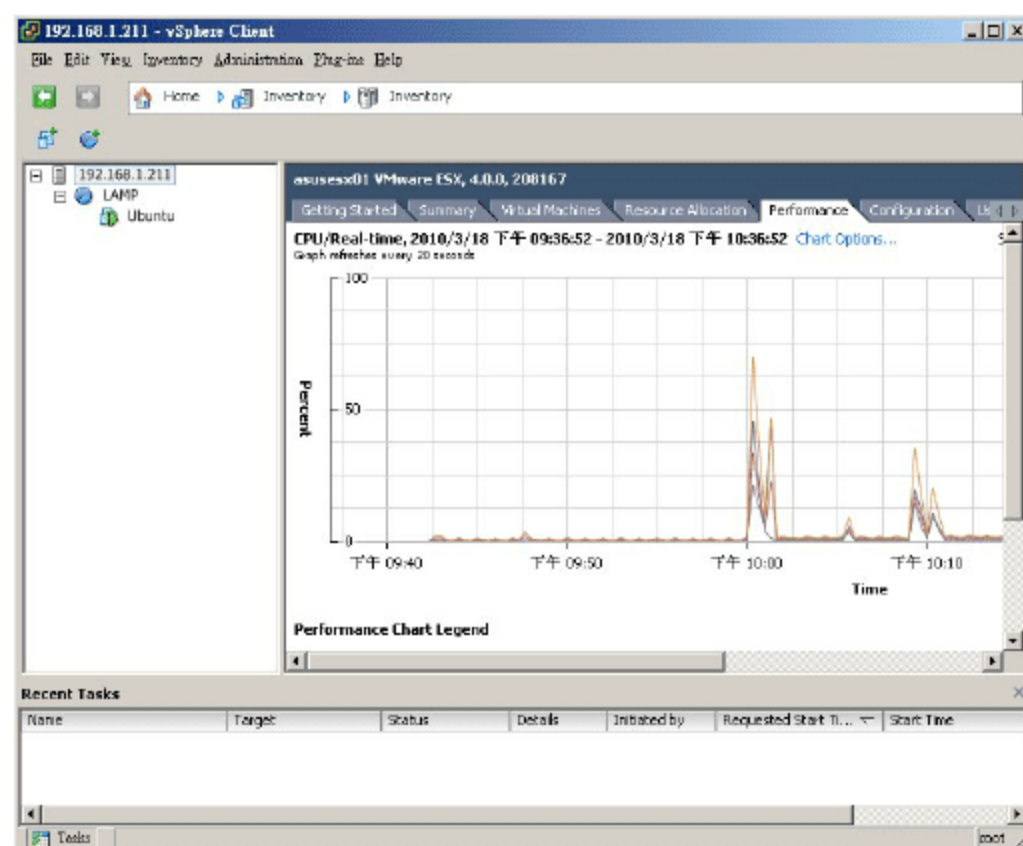 192.168.1.211 - vSphere Client
File Edit View Inventory Administration Plug-ins Help
Home Inventory Inventory
192.168.1.211
LAMP
Ubuntu
asusesx01 VMware ESX, 4.0.0, 208167
Getting Started Summary Virtual Machines Resource Allocation Performance Configuration
CPU/Real-time, 2010/3/18 下午 09:36:52 - 2010/3/18 下午 10:36:52 Chart Options...
Graph refreshes every 20 seconds
100
Percent
50
0
下午 09:40 下午 09:50 下午 10:00 下午 10:10
Time
Performance Chart Legend
Recent Tasks
Name Target Status Details Initiated by Requested Start Ti... Start Time
Tasks root